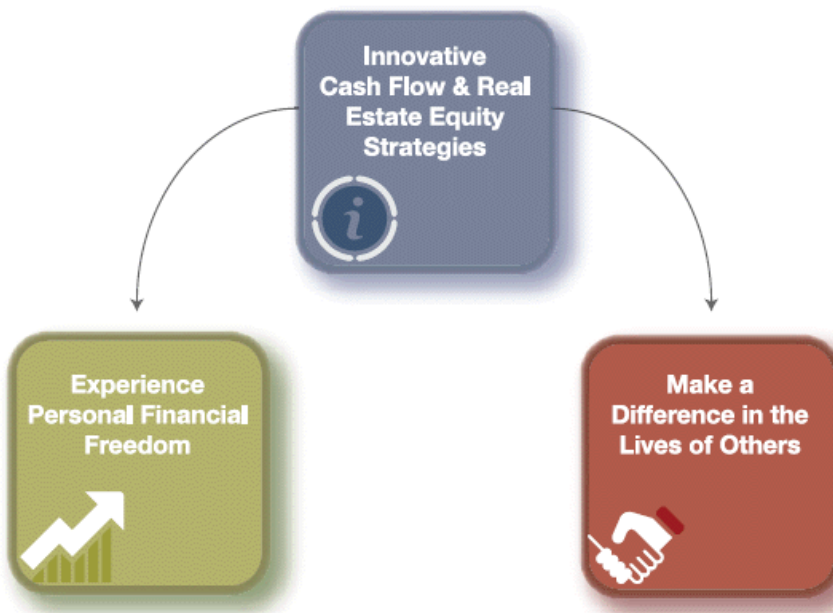 Innovative
Cash Flow & Real
Estate Equity
Strategies
i
Experience
Personal Financial
Freedom
Make a
Difference in the
Lives of Others